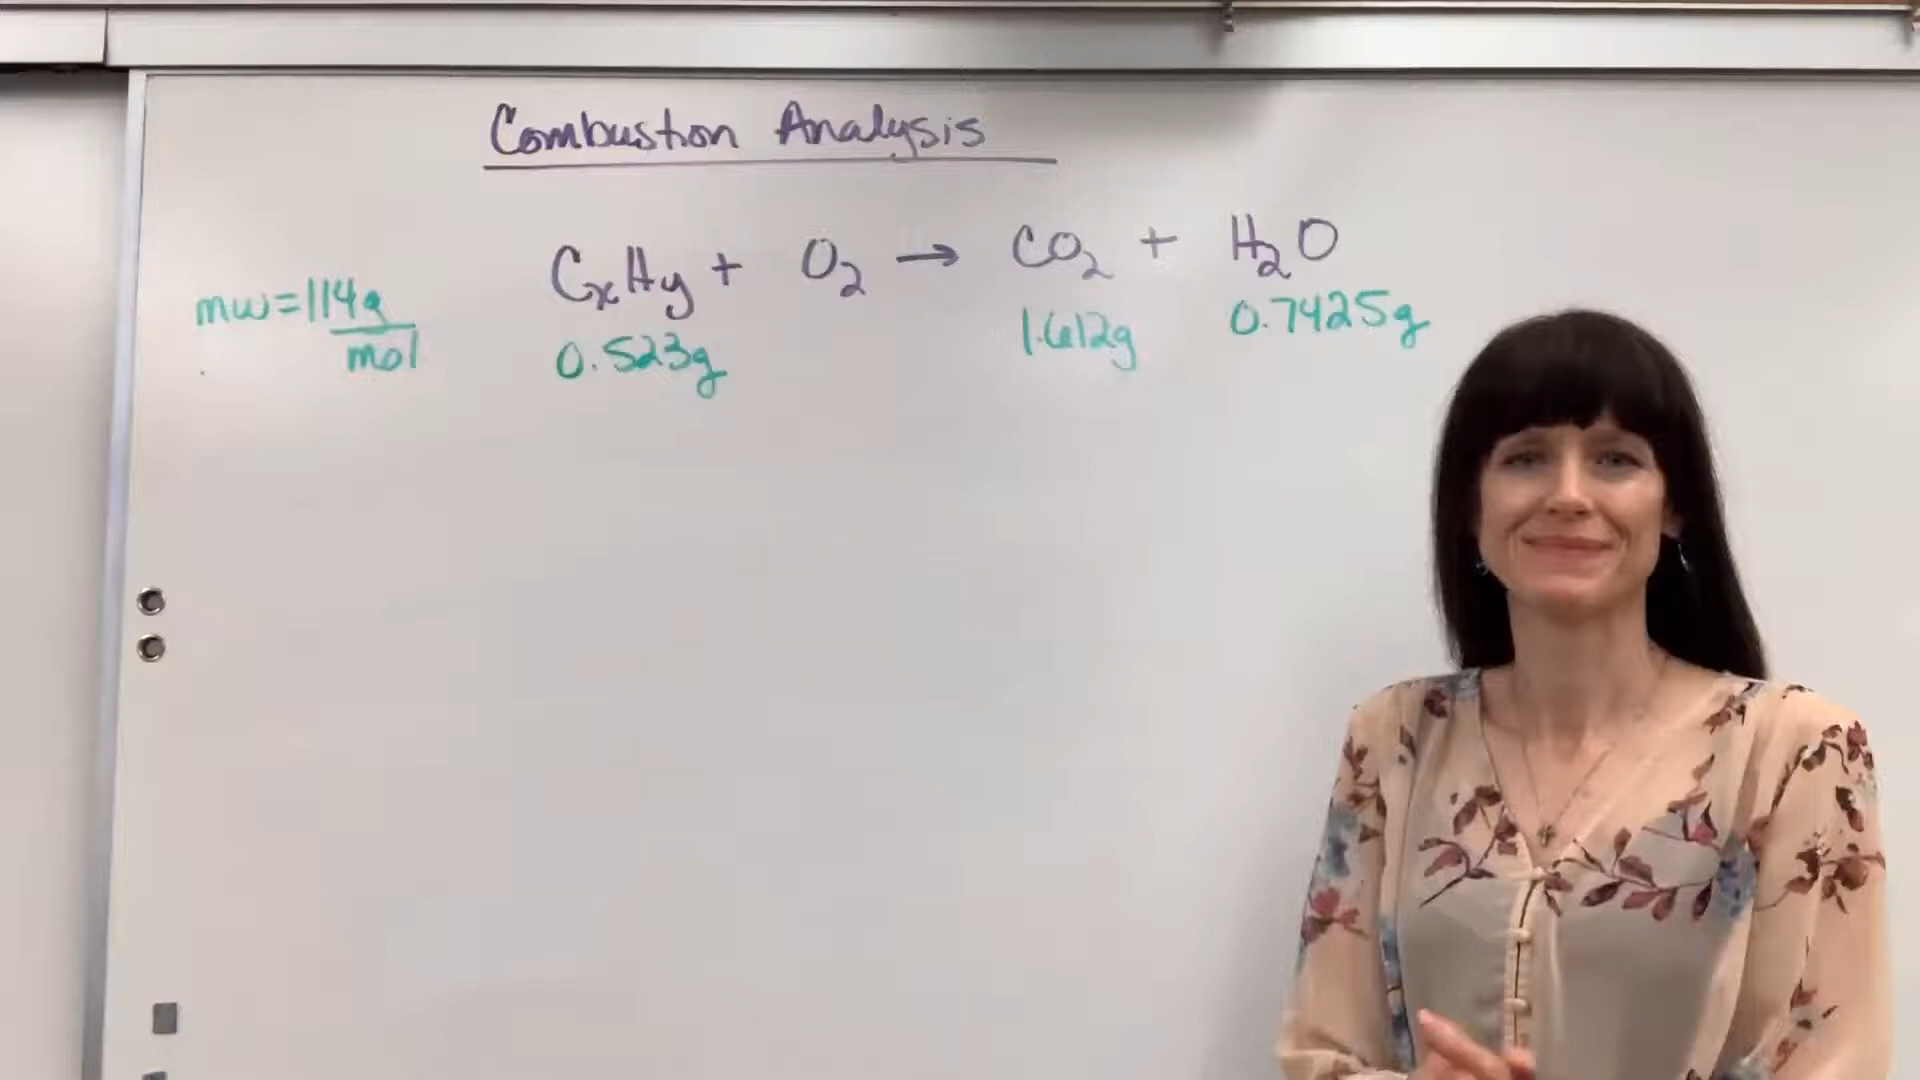 Combustion Analysis
CxHy + O2 → CO2 + H2O
mw=114g/mol 0.523g 1.612g 0.7425g